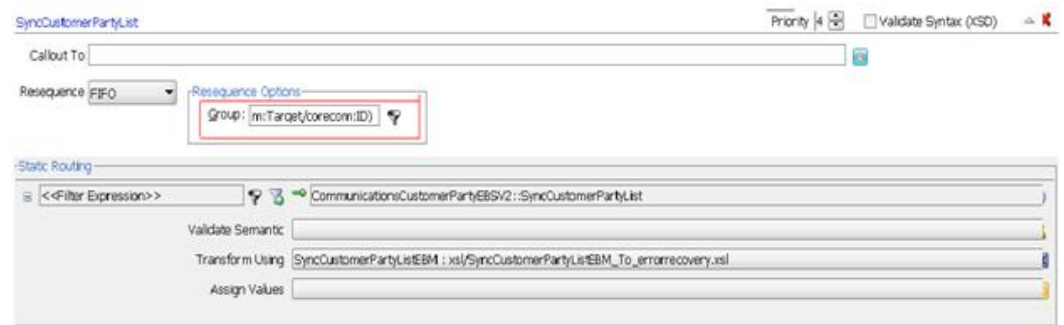 SyncCustomerPartyList Priority 4 Validate Syntax (XSD)
Callout To
Resequence FIFO Resequence Options
Group: m:Target/corecom:ID)
Static Routing
<<Filter Expression>> CommunicationsCustomerPartyEBSV2::SyncCustomerPartyList
Validate Semantic
Transform Using SyncCustomerPartyListEBM : xsl/SyncCustomerPartyListEBM_To_errorrecovery.xsl
Assign Values